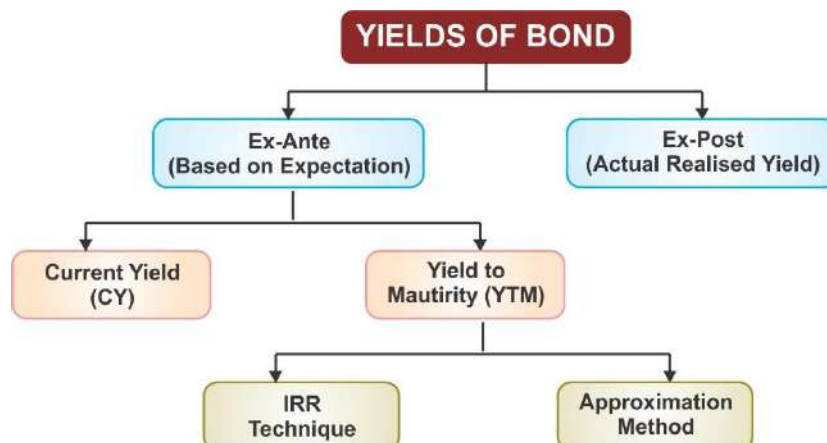 YIELDS OF BOND
Ex-Ante
(Based on Expectation)
Ex-Post
(Actual Realised Yield)
Current Yield
(CY)
Yield to
Mautirity (YTM)
IRR
Technique
Approximation
Method